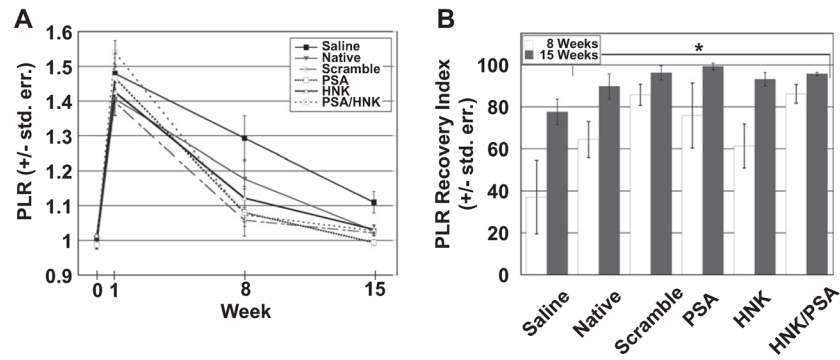 A
PLR (+/- std. err.)
1.6
1.5
1.4
1.3
1.2
1.1
1
0.9
0 1 8 15
Week
Saline
Native
Scramble
PSA
HNK
PSA/HNK
B
PLR Recovery Index
(+/- std. err.)
8 Weeks
15 Weeks
*
100
80
60
40
20
0
Saline
Native
Scramble
PSA
HNK
HNK/PSA